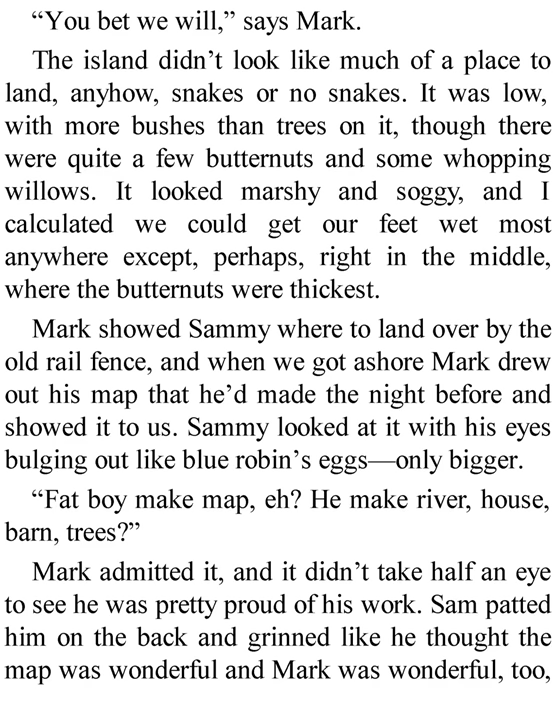 “You bet we will,” says Mark.
The island didn’t look like much of a place to
land, anyhow, snakes or no snakes. It was low,
with more bushes than trees on it, though there
were quite a few butternuts and some whopping
willows. It looked marshy and soggy, and I
calculated we could get our feet wet most
anywhere except, perhaps, right in the middle,
where the butternuts were thickest.
Mark showed Sammy where to land over by the
old rail fence, and when we got ashore Mark drew
out his map that he’d made the night before and
showed it to us. Sammy looked at it with his eyes
bulging out like blue robin’s eggs—only bigger.
“Fat boy make map, eh? He make river, house,
barn, trees?”
Mark admitted it, and it didn’t take half an eye
to see he was pretty proud of his work. Sam patted
him on the back and grinned like he thought the
map was wonderful and Mark was wonderful, too,